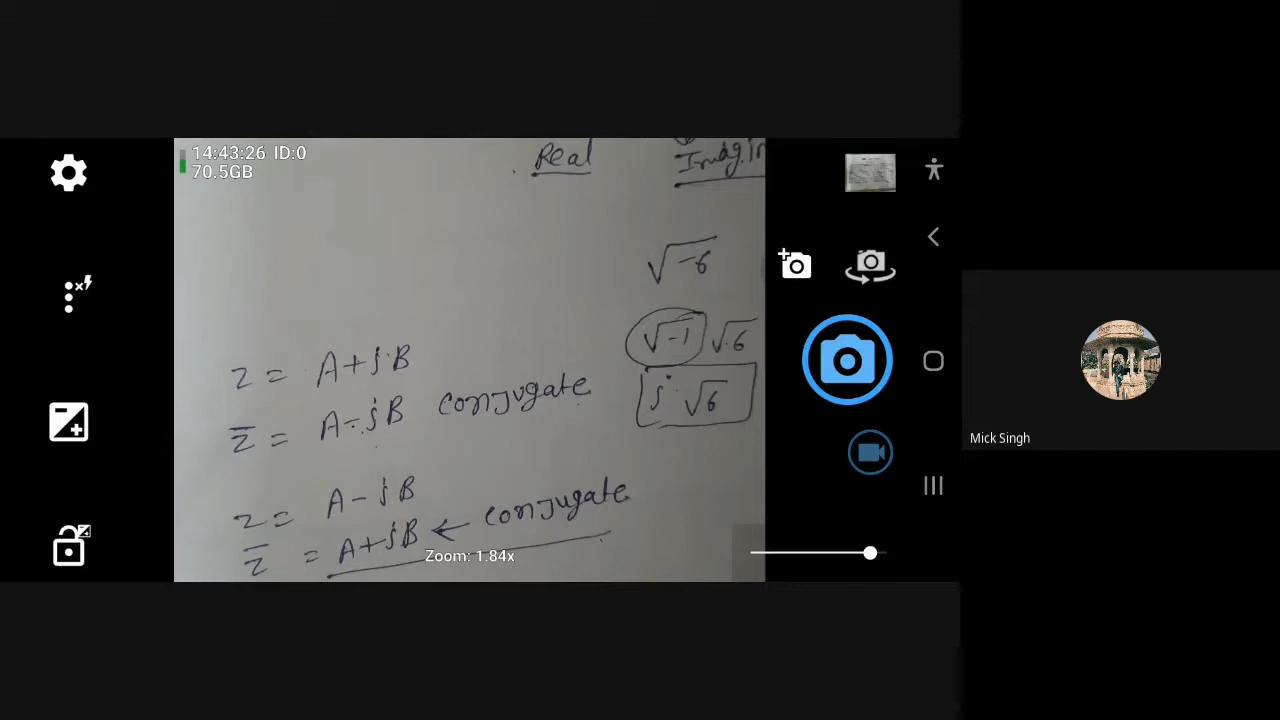 14:43:26 ID:0
70.5GB
Real
Imagin
√-6
√-1 √6
j √6
z = A+jB
z̅ = A-jB conjugate
z = A-jB
z̅ = A+jB ← conjugate
Zoom: 1.84x
Mick Singh